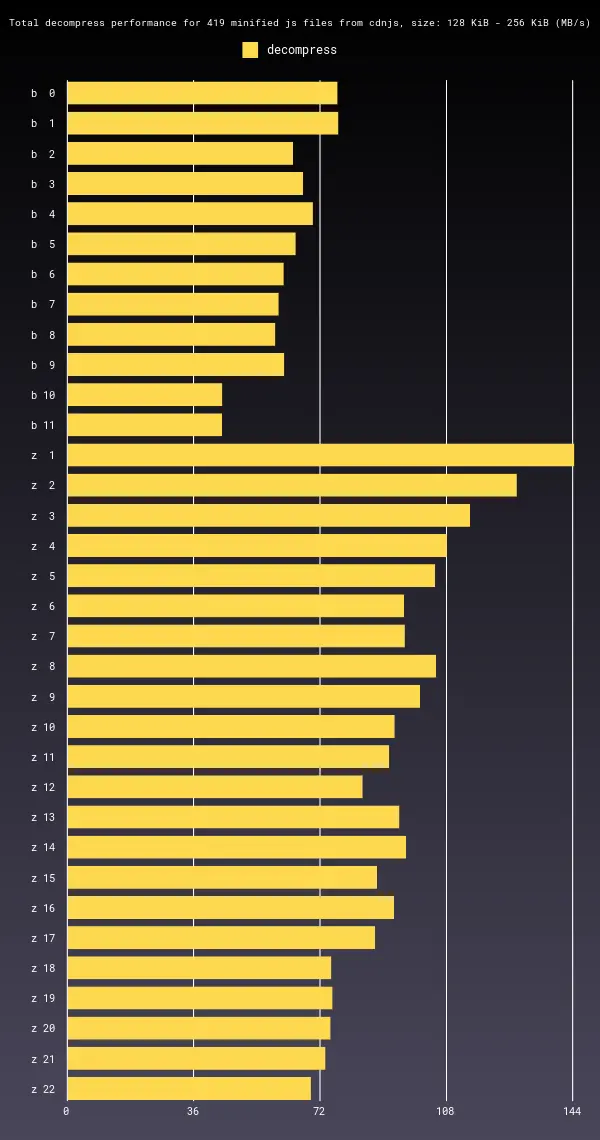 Total decompress performance for 419 minified js files from cdnjs, size: 128 KiB - 256 KiB (MB/s)
decompress
b 0
b 1
b 2
b 3
b 4
b 5
b 6
b 7
b 8
b 9
b 10
b 11
z 1
z 2
z 3
z 4
z 5
z 6
z 7
z 8
z 9
z 10
z 11
z 12
z 13
z 14
z 15
z 16
z 17
z 18
z 19
z 20
z 21
z 22
0 36 72 108 144